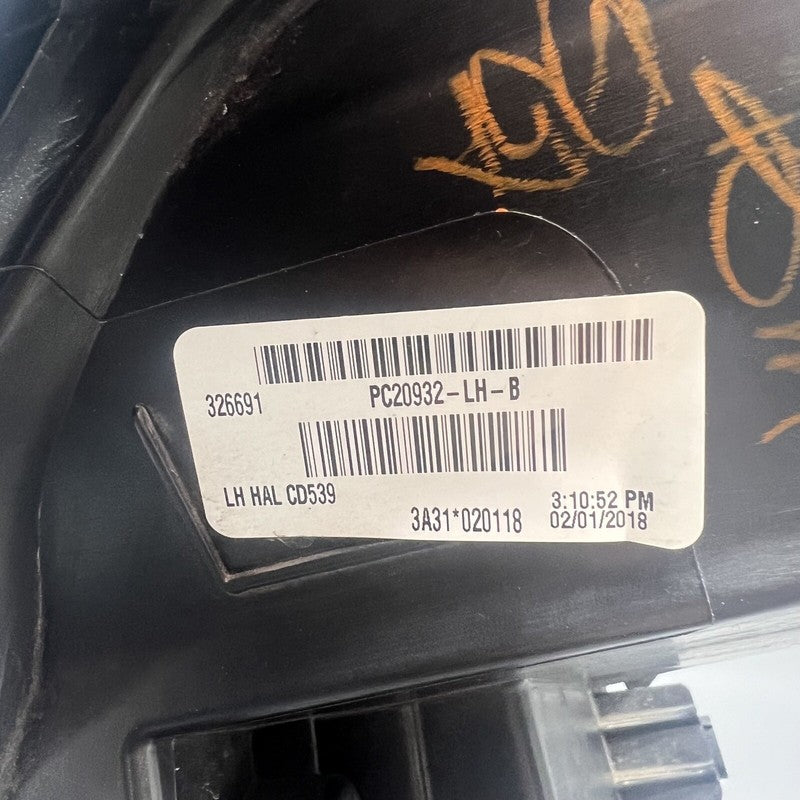 326691
PC20932-LH-B
LH HAL CD539
3A31*020118
3:10:52 PM
02/01/2018